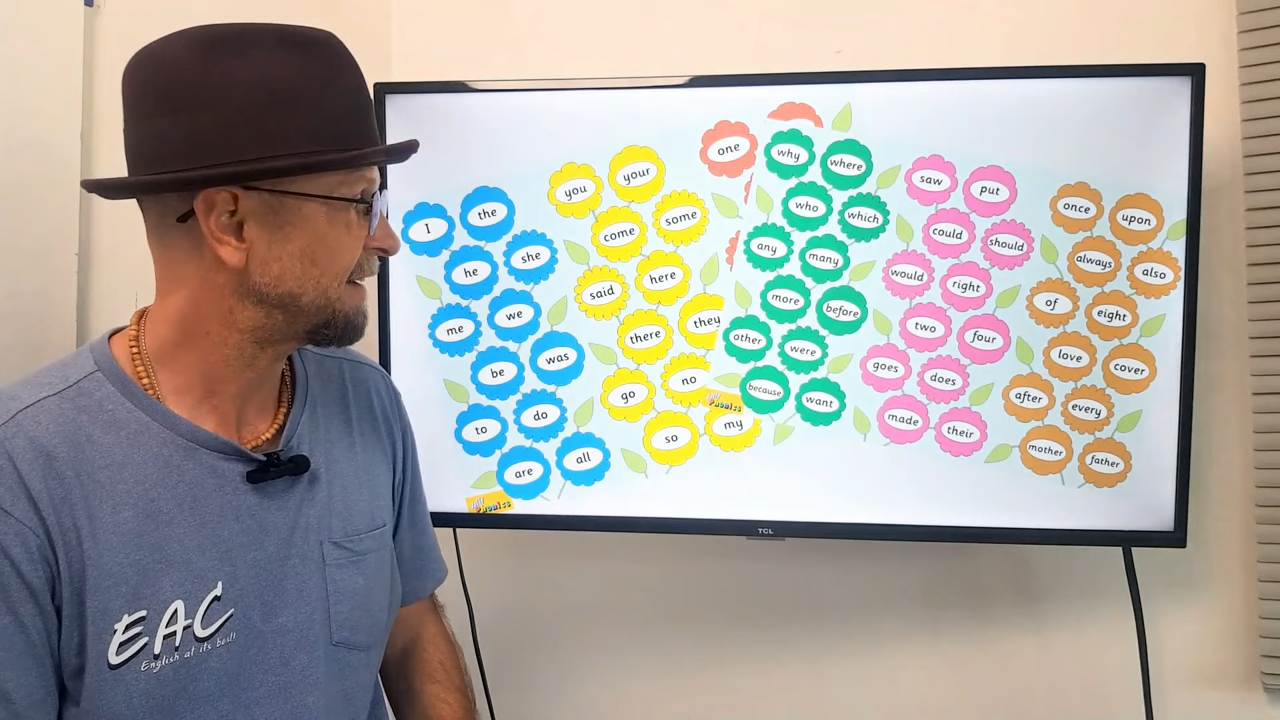 I
the
he
she
me
we
be
was
to
do
are
all
you
your
come
some
said
here
there
they
go
no
so
my
one
why
where
who
which
any
many
more
before
other
were
because
want
saw
put
could
should
would
right
two
four
goes
does
made
their
once
upon
always
also
of
eight
love
cover
after
every
mother
father
Phonics
TCL
EAC
English at its best!